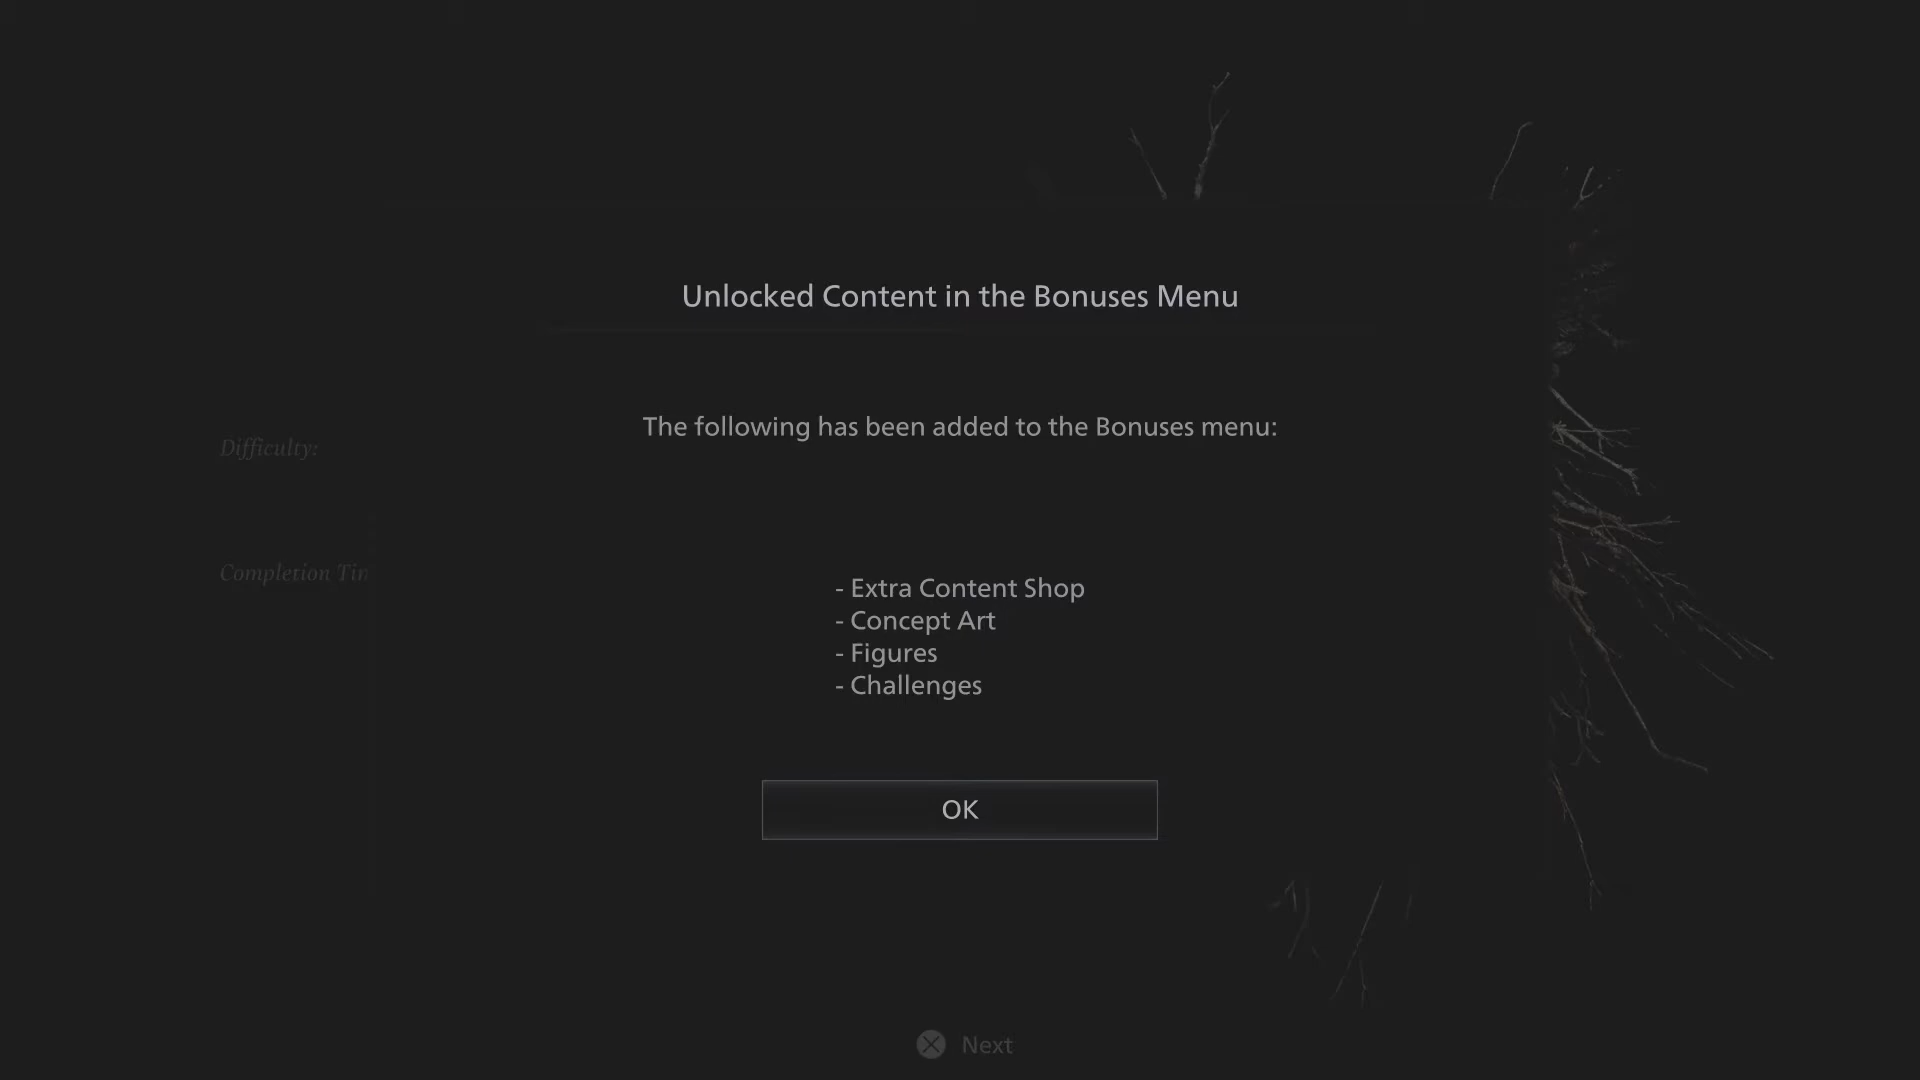 Unlocked Content in the Bonuses Menu
The following has been added to the Bonuses menu:
Difficulty:
Completion
- Extra Content Shop
- Concept Art
- Figures
- Challenges
OK
Next